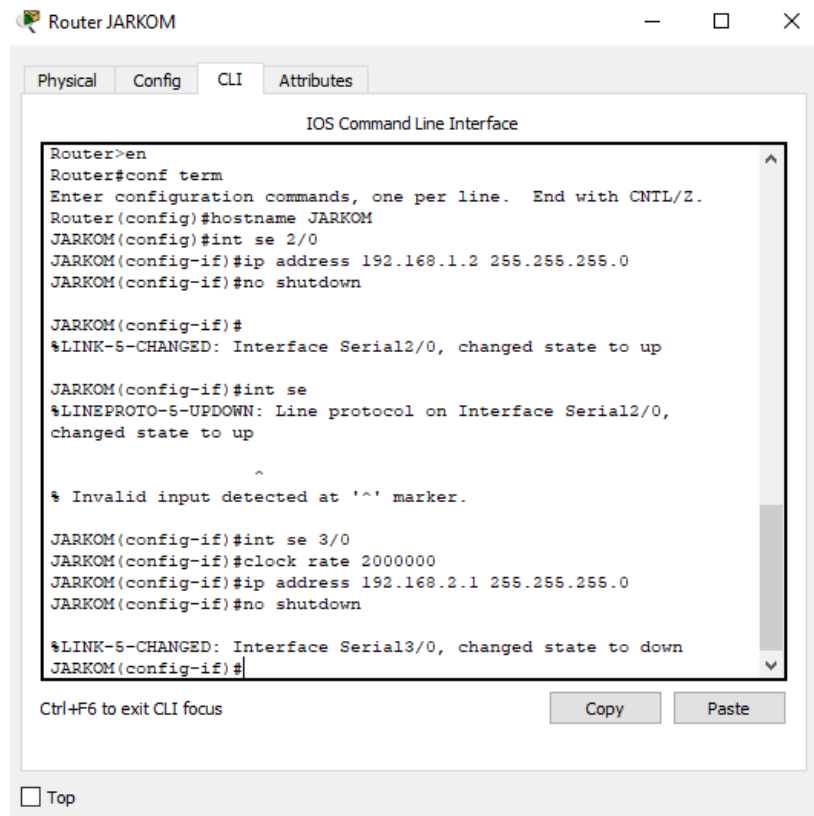 Router JARKOM
Physical Config CLI Attributes
IOS Command Line Interface
Router>en
Router#conf term
Enter configuration commands, one per line.  End with CNTL/Z.
Router(config)#hostname JARKOM
JARKOM(config)#int se 2/0
JARKOM(config-if)#ip address 192.168.1.2 255.255.255.0
JARKOM(config-if)#no shutdown
JARKOM(config-if)#
%LINK-5-CHANGED: Interface Serial2/0, changed state to up
JARKOM(config-if)#int se
%LINEPROTO-5-UPDOWN: Line protocol on Interface Serial2/0,
changed state to up
^
% Invalid input detected at '^' marker.
JARKOM(config-if)#int se 3/0
JARKOM(config-if)#clock rate 2000000
JARKOM(config-if)#ip address 192.168.2.1 255.255.255.0
JARKOM(config-if)#no shutdown
%LINK-5-CHANGED: Interface Serial3/0, changed state to down
JARKOM(config-if)#
Ctrl+F6 to exit CLI focus Copy Paste
Top